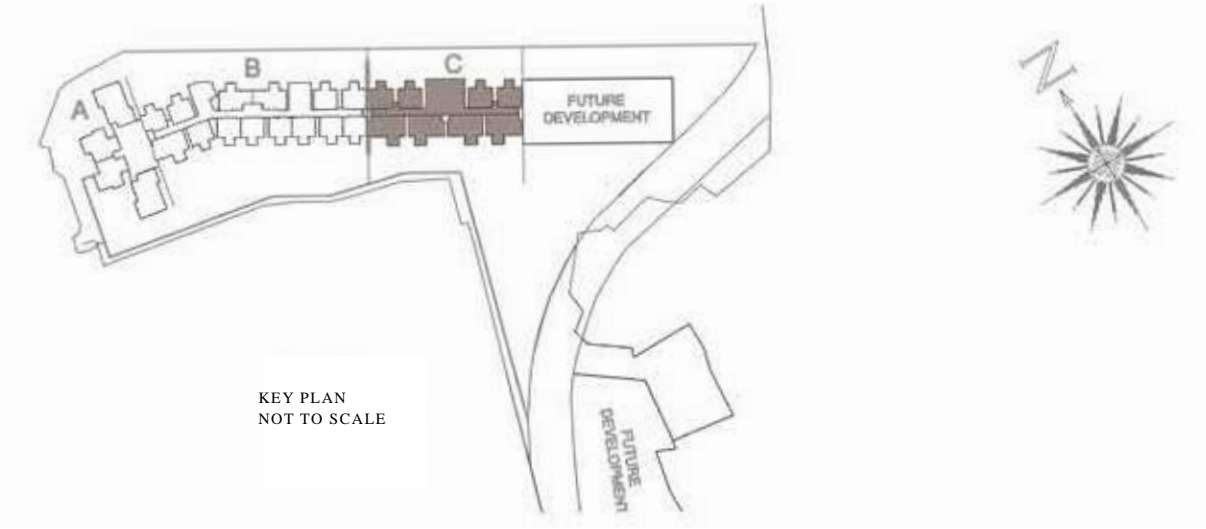 A
B
C
FUTURE
DEVELOPMENT
N
KEY PLAN
NOT TO SCALE
FUTURE
DEVELOPMENT